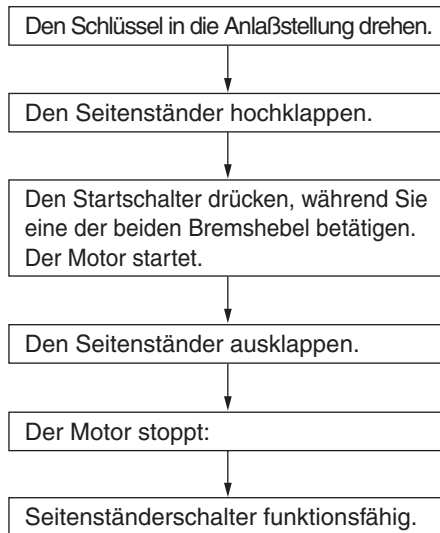 Den Schlüssel in die Anlaßstellung drehen.
Den Seitenständer hochklappen.
Den Startschalter drücken, während Sie
eine der beiden Bremshebel betätigen.
Der Motor startet.
Den Seitenständer ausklappen.
Der Motor stoppt:
Seitenständerschalter funktionsfähig.